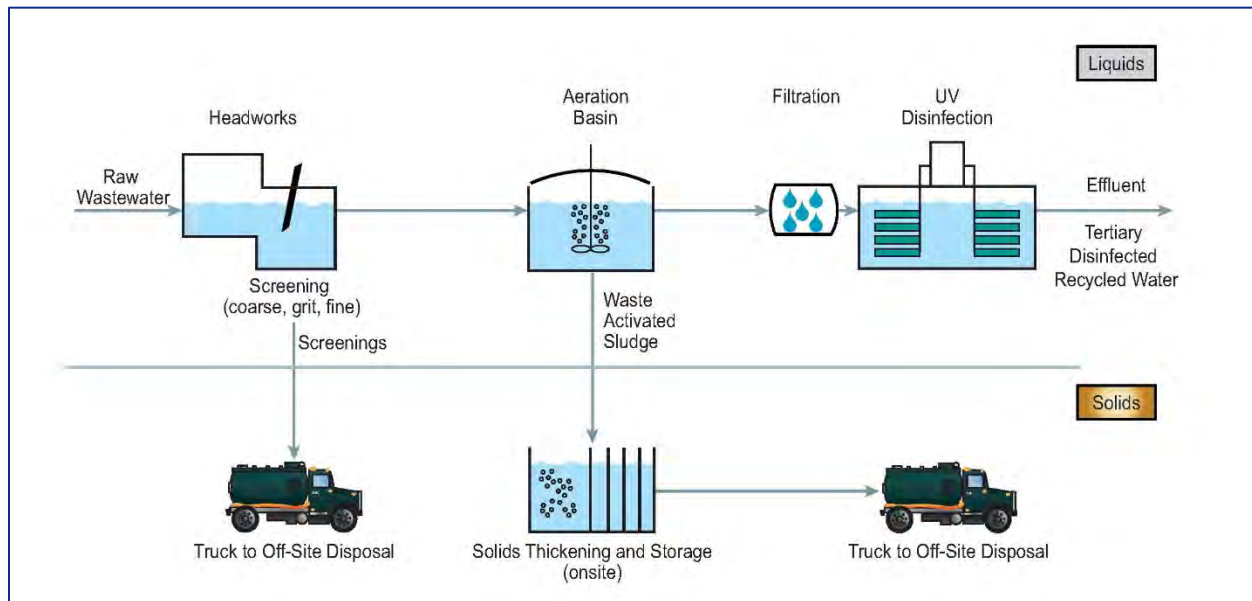 Liquids
Headworks
Aeration
Basin
Filtration
UV
Disinfection
Raw
Wastewater
Effluent
Tertiary
Disinfected
Recycled Water
Screening
(coarse, grit, fine)
Screenings
Waste
Activated
Sludge
Solids
Truck to Off-Site Disposal
Solids Thickening and Storage
(onsite)
Truck to Off-Site Disposal